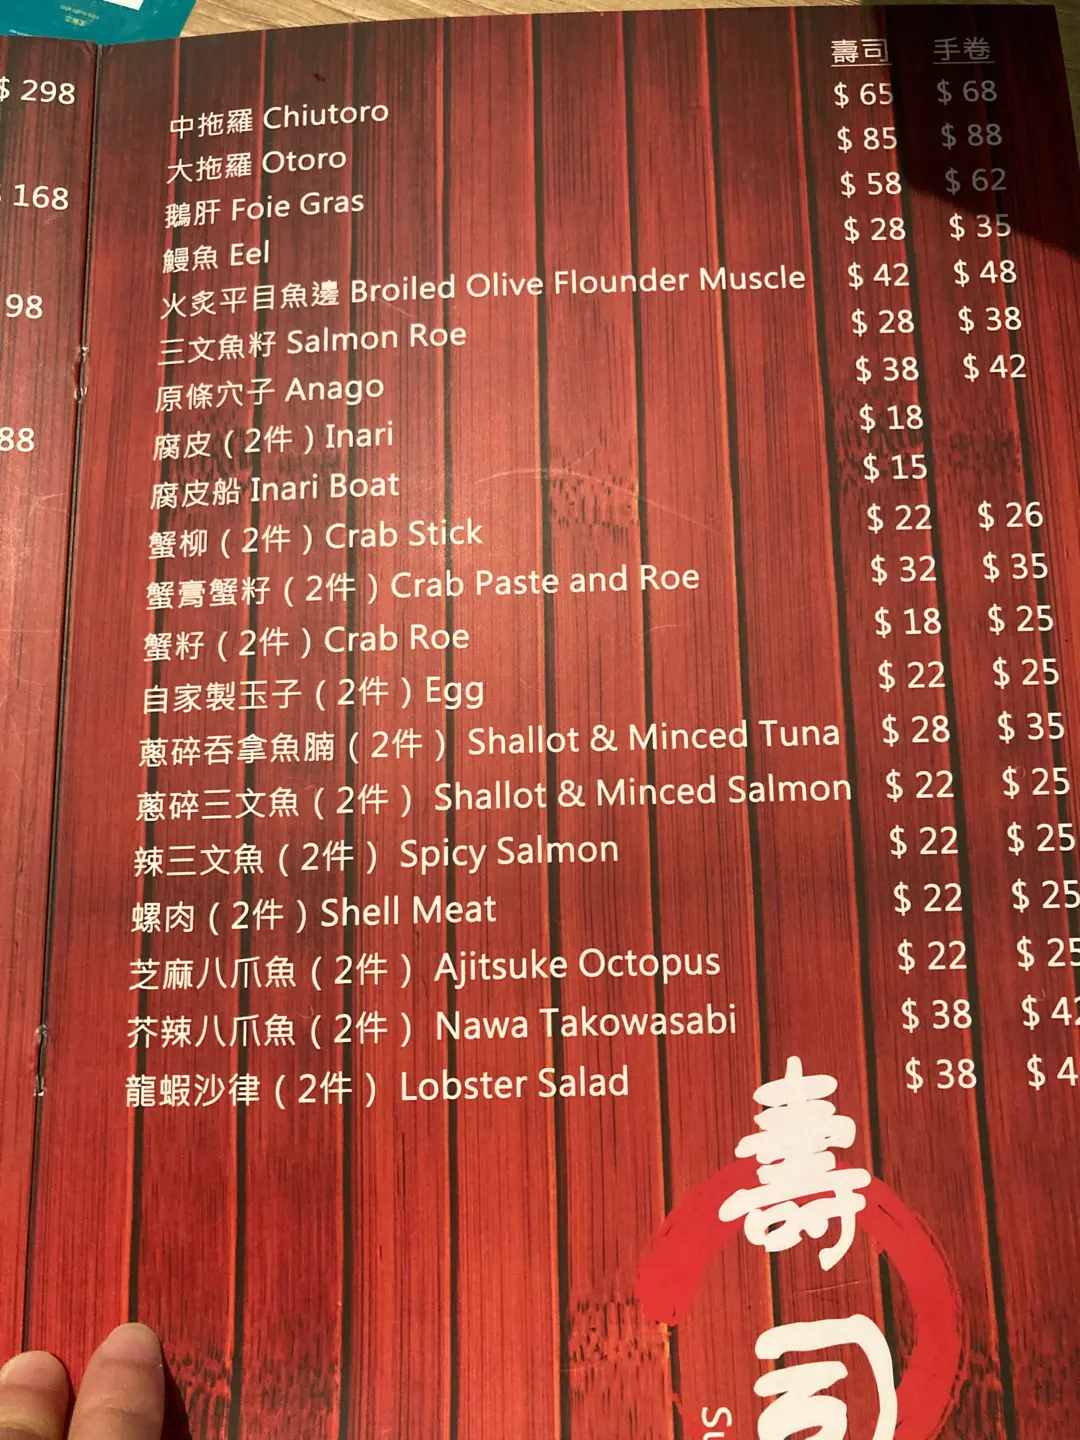 $ 298
168
98
88
壽司 手卷
中拖羅 Chiutoro $ 65 $ 68
大拖羅 Otoro $ 85 $ 88
鵝肝 Foie Gras $ 58 $ 62
鰻魚 Eel $ 28 $ 35
火炙平目魚邊 Broiled Olive Flounder Muscle $ 42 $ 48
三文魚籽 Salmon Roe $ 28 $ 38
原條穴子 Anago $ 38 $ 42
腐皮 ( 2件 ) Inari $ 18
腐皮船 Inari Boat $ 15
蟹柳 ( 2件 ) Crab Stick $ 22 $ 26
蟹膏蟹籽 ( 2件 ) Crab Paste and Roe $ 32 $ 35
蟹籽 ( 2件 ) Crab Roe $ 18 $ 25
自家製玉子 ( 2件 ) Egg $ 22 $ 25
蔥碎吞拿魚腩 ( 2件 ) Shallot & Minced Tuna $ 28 $ 35
蔥碎三文魚 ( 2件 ) Shallot & Minced Salmon $ 22 $ 25
辣三文魚 ( 2件 ) Spicy Salmon $ 22 $ 25
螺肉 ( 2件 ) Shell Meat $ 22 $ 25
芝麻八爪魚 ( 2件 ) Ajitsuke Octopus $ 22 $ 25
芥辣八爪魚 ( 2件 ) Nawa Takowasabi $ 38 $ 42
龍蝦沙律 ( 2件 ) Lobster Salad $ 38 $ 4
壽司
Su